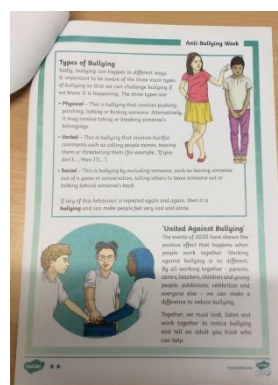 Anti-Bullying Week
Types of Bullying
Sadly, bullying can happen in different ways.
It is important to be aware of the three main types
of bullying so that we can challenge bullying if
we know it is happening. The three types are:
• Physical – This is bullying that involves pushing,
punching, hitting or kicking someone. Alternatively,
it may involve taking or breaking someone's
belongings.
• Verbal – This is bullying that involves hurtful
comments such as calling people names, teasing
them or threatening them (for example, 'If you
don't..., then I'll...').
• Social – This is bullying by excluding someone, such as leaving someone
out of a game or conversation, telling others to leave someone out or
talking behind someone's back.
If any of this behaviour is repeated again and again, then it is
bullying and can make people feel very sad and alone.
'United Against Bullying'
The events of 2020 have shown the
positive effect that happens when
people work together. Working
against bullying is no different.
By all working together – parents,
carers, teachers, children and young
people, politicians, celebrities and
everyone else – we can make a
difference to reduce bullying.
Together, we must look, listen and
work together to notice bullying
and tell an adult you trust who
can help.